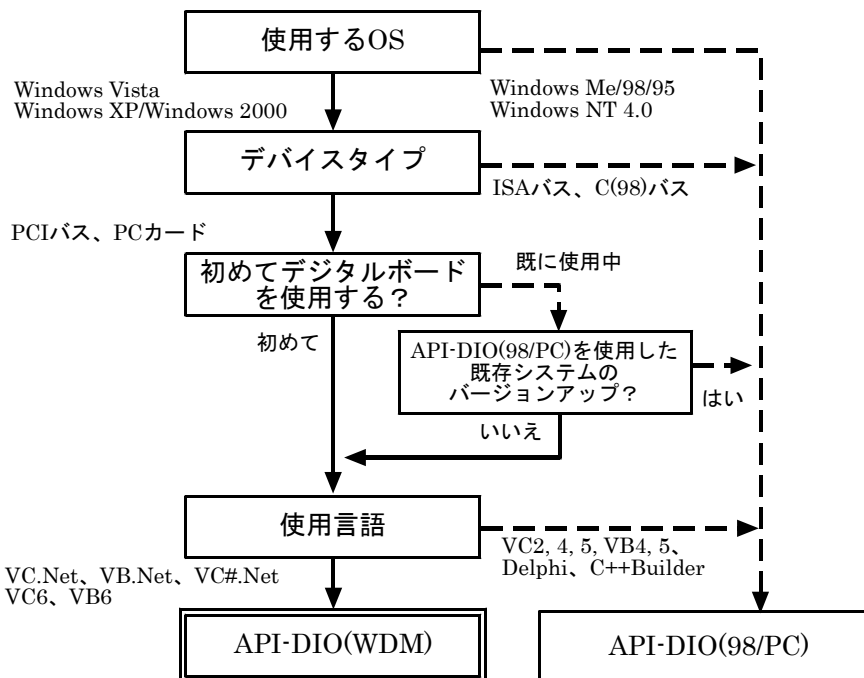 使用するOS
Windows Vista
Windows XP/Windows 2000
Windows Me/98/95
Windows NT 4.0
デバイスタイプ
ISAバス、C(98)バス
PCIバス、PCカード
初めてデジタルボード
を使用する？
既に使用中
初めて
API-DIO(98/PC)を使用した
既存システムの
バージョンアップ？
はい
いいえ
使用言語
VC2, 4, 5, VB4, 5、
Delphi、C++Builder
VC.Net、VB.Net、VC#.Net
VC6、VB6
API-DIO(WDM)
API-DIO(98/PC)